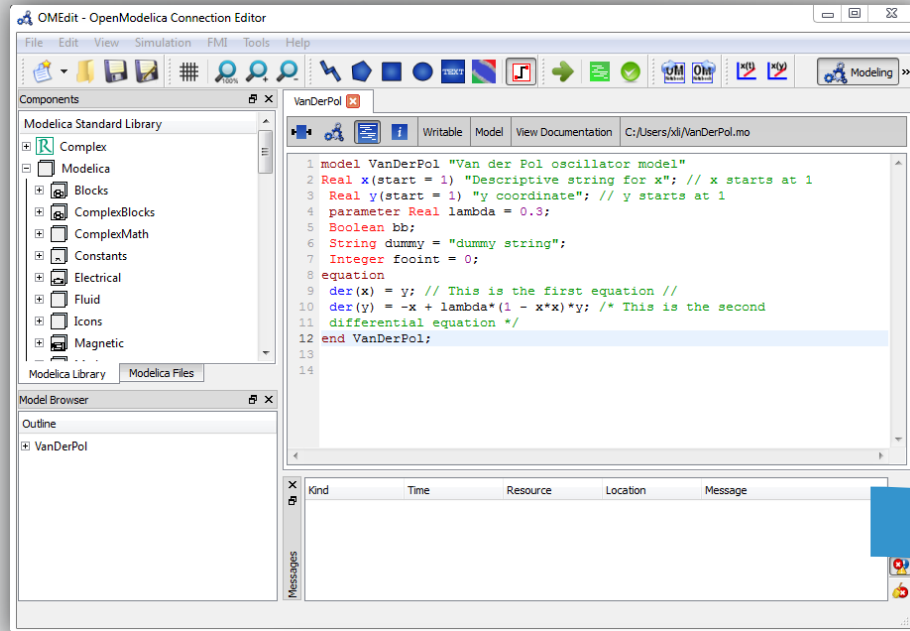 OMEdit - OpenModelica Connection Editor
File Edit View Simulation FMI Tools Help
100% TEXT UM OM x(t) x(y) Modeling »
Components
Modelica Standard Library
R Complex
Modelica
Blocks
ComplexBlocks
ComplexMath
Constants
Electrical
Fluid
Icons
Magnetic
Modelica Library Modelica Files
Model Browser
Outline
VanDerPol
VanDerPol
i Writable Model View Documentation C:/Users/xli/VanDerPol.mo
1 model VanDerPol "Van der Pol oscillator model"
2 Real x(start = 1) "Descriptive string for x"; // x starts at 1
3 Real y(start = 1) "y coordinate"; // y starts at 1
4 parameter Real lambda = 0.3;
5 Boolean bb;
6 String dummy = "dummy string";
7 Integer fooint = 0;
8 equation
9 der(x) = y; // This is the first equation //
10 der(y) = -x + lambda*(1 - x*x)*y; /* This is the second
11 differential equation */
12 end VanDerPol;
13
14
Messages
Kind Time Resource Location Message